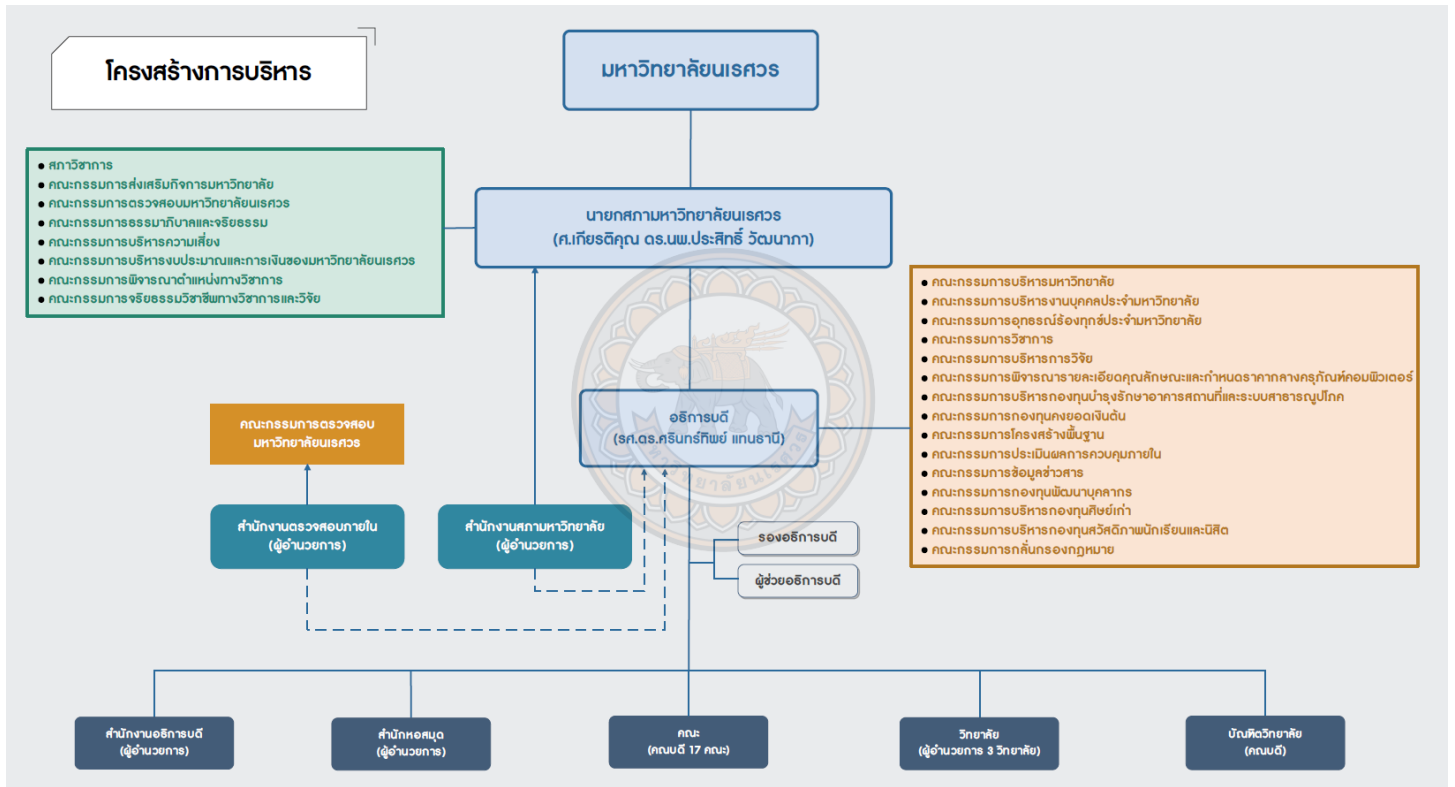 โครงสร้างการบริหาร
มหาวิทยาลัยนเรศวร
● สภาวิชาการ
● คณะกรรมการส่งเสริมกิจการมหาวิทยาลัย
● คณะกรรมการตรวจสอบมหาวิทยาลัยนเรศวร
● คณะกรรมการธรรมาภิบาลและจริยธรรม
● คณะกรรมการบริหารความเสี่ยง
● คณะกรรมการบริหารงบประมาณและการเงินของมหาวิทยาลัยนเรศวร
● คณะกรรมการพิจารณาตำแหน่งทางวิชาการ
● คณะกรรมการจริยธรรมวิชาชีพทางวิชาการและวิจัย
นายกสภามหาวิทยาลัยนเรศวร
(ศ.เกียรติคุณ ดร.นพ.ประสิทธิ์ วัฒนาภา)
● คณะกรรมการบริหารมหาวิทยาลัย
● คณะกรรมการบริหารงานบุคคลประจำมหาวิทยาลัย
● คณะกรรมการอุทธรณ์ร้องทุกข์ประจำมหาวิทยาลัย
● คณะกรรมการวิชาการ
● คณะกรรมการบริหารการวิจัย
● คณะกรรมการพิจารณารายละเอียดคุณลักษณะและกำหนดราคากลางครุภัณฑ์คอมพิวเตอร์
● คณะกรรมการบริหารกองทุนบำรุงรักษาอาคารสถานที่และระบบสาธารณูปโภค
● คณะกรรมการกองทุนคงยอดเงินต้น
● คณะกรรมการโครงสร้างพื้นฐาน
● คณะกรรมการประเมินผลการควบคุมภายใน
● คณะกรรมการข้อมูลข่าวสาร
● คณะกรรมการกองทุนพัฒนาบุคลากร
● คณะกรรมการบริหารกองทุนศิษย์เก่า
● คณะกรรมการบริหารกองทุนสวัสดิภาพนักเรียนและนิสิต
● คณะกรรมการกลั่นกรองกฎหมาย
อธิการบดี
(รศ.ดร.ศรินทร์ทิพย์ แทนธานี)
มหาวิทยาลัยนเรศวร
คณะกรรมการตรวจสอบ
มหาวิทยาลัยนเรศวร
สำนักงานตรวจสอบภายใน
(ผู้อำนวยการ)
สำนักงานสภามหาวิทยาลัย
(ผู้อำนวยการ)
รองอธิการบดี
ผู้ช่วยอธิการบดี
สำนักงานอธิการบดี
(ผู้อำนวยการ)
สำนักหอสมุด
(ผู้อำนวยการ)
คณะ
(คณบดี 17 คณะ)
วิทยาลัย
(ผู้อำนวยการ 3 วิทยาลัย)
บัณฑิตวิทยาลัย
(คณบดี)